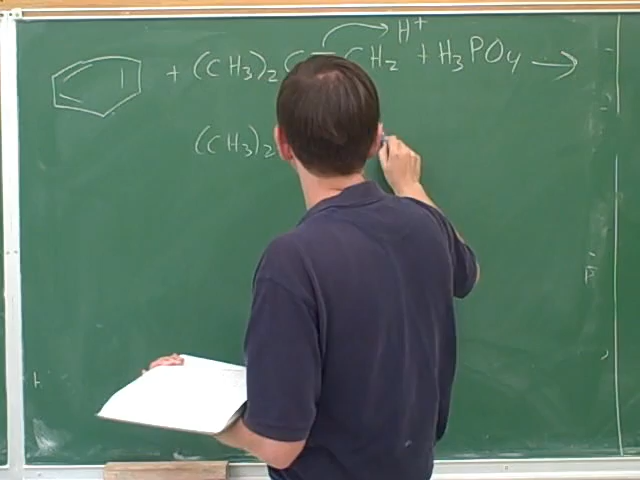 H⁺
+ (CH₃)₂C CH₂ + H₃PO₄ →
(CH₃)₂